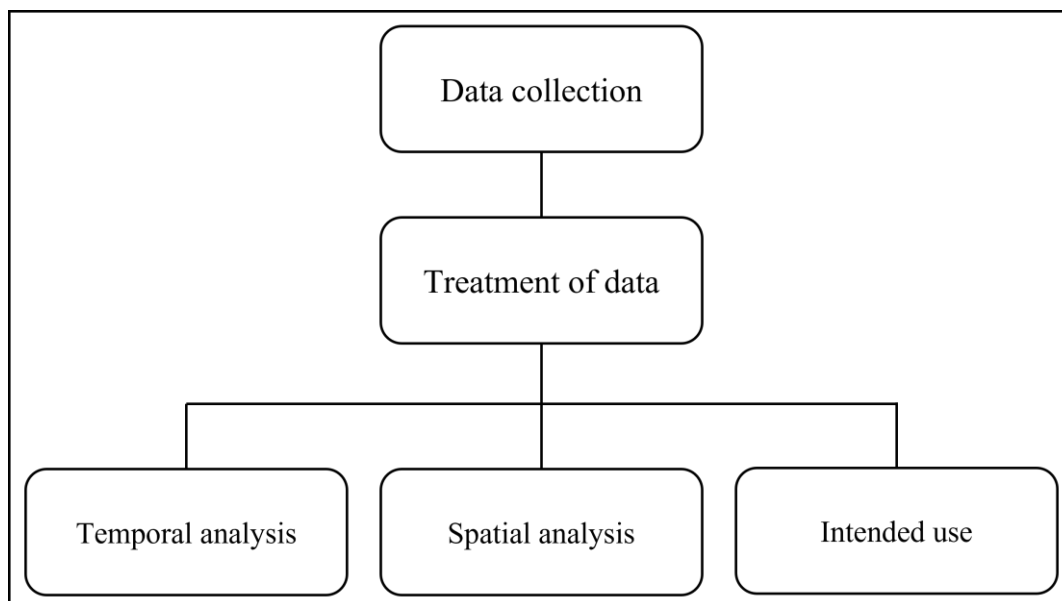 Data collection
Treatment of data
Temporal analysis
Spatial analysis
Intended use